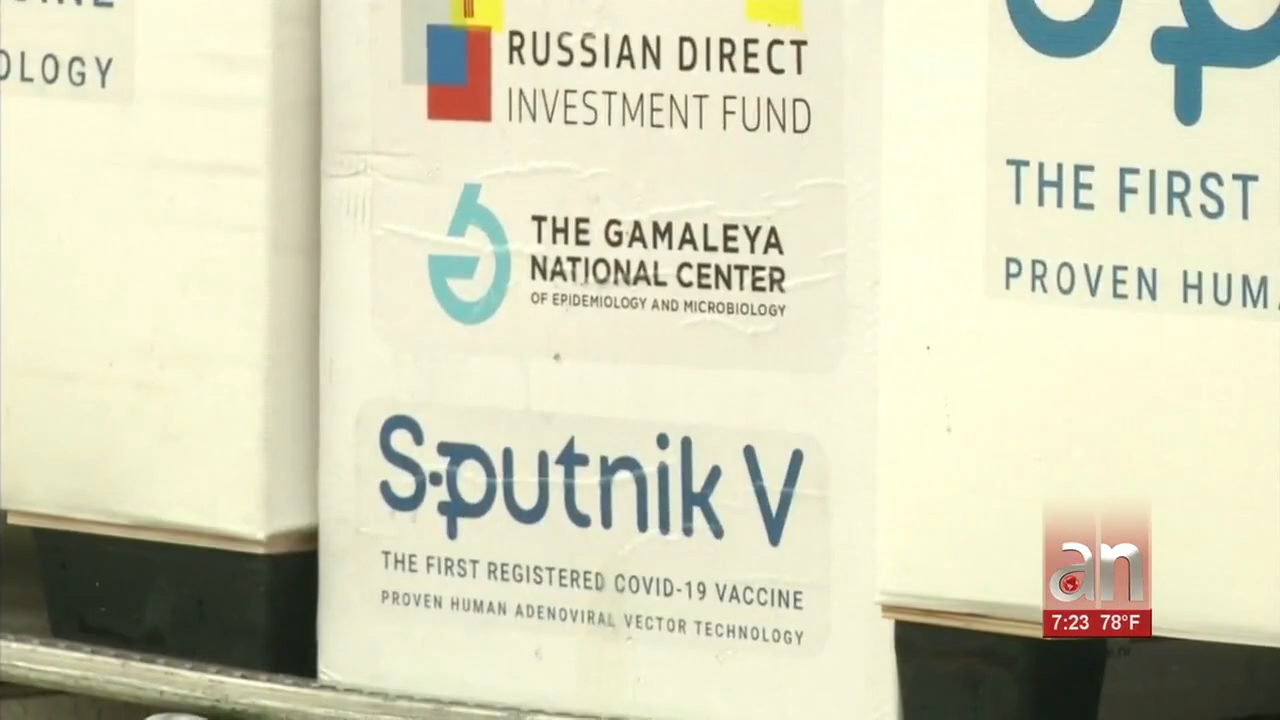 OLOGY
RUSSIAN DIRECT
INVESTMENT FUND
THE GAMALEYA
NATIONAL CENTER
OF EPIDEMIOLOGY AND MICROBIOLOGY
Sputnik V
THE FIRST REGISTERED COVID-19 VACCINE
PROVEN HUMAN ADENOVIRAL VECTOR TECHNOLOGY
THE FIRST
PROVEN HUM
an
7:23 78°F